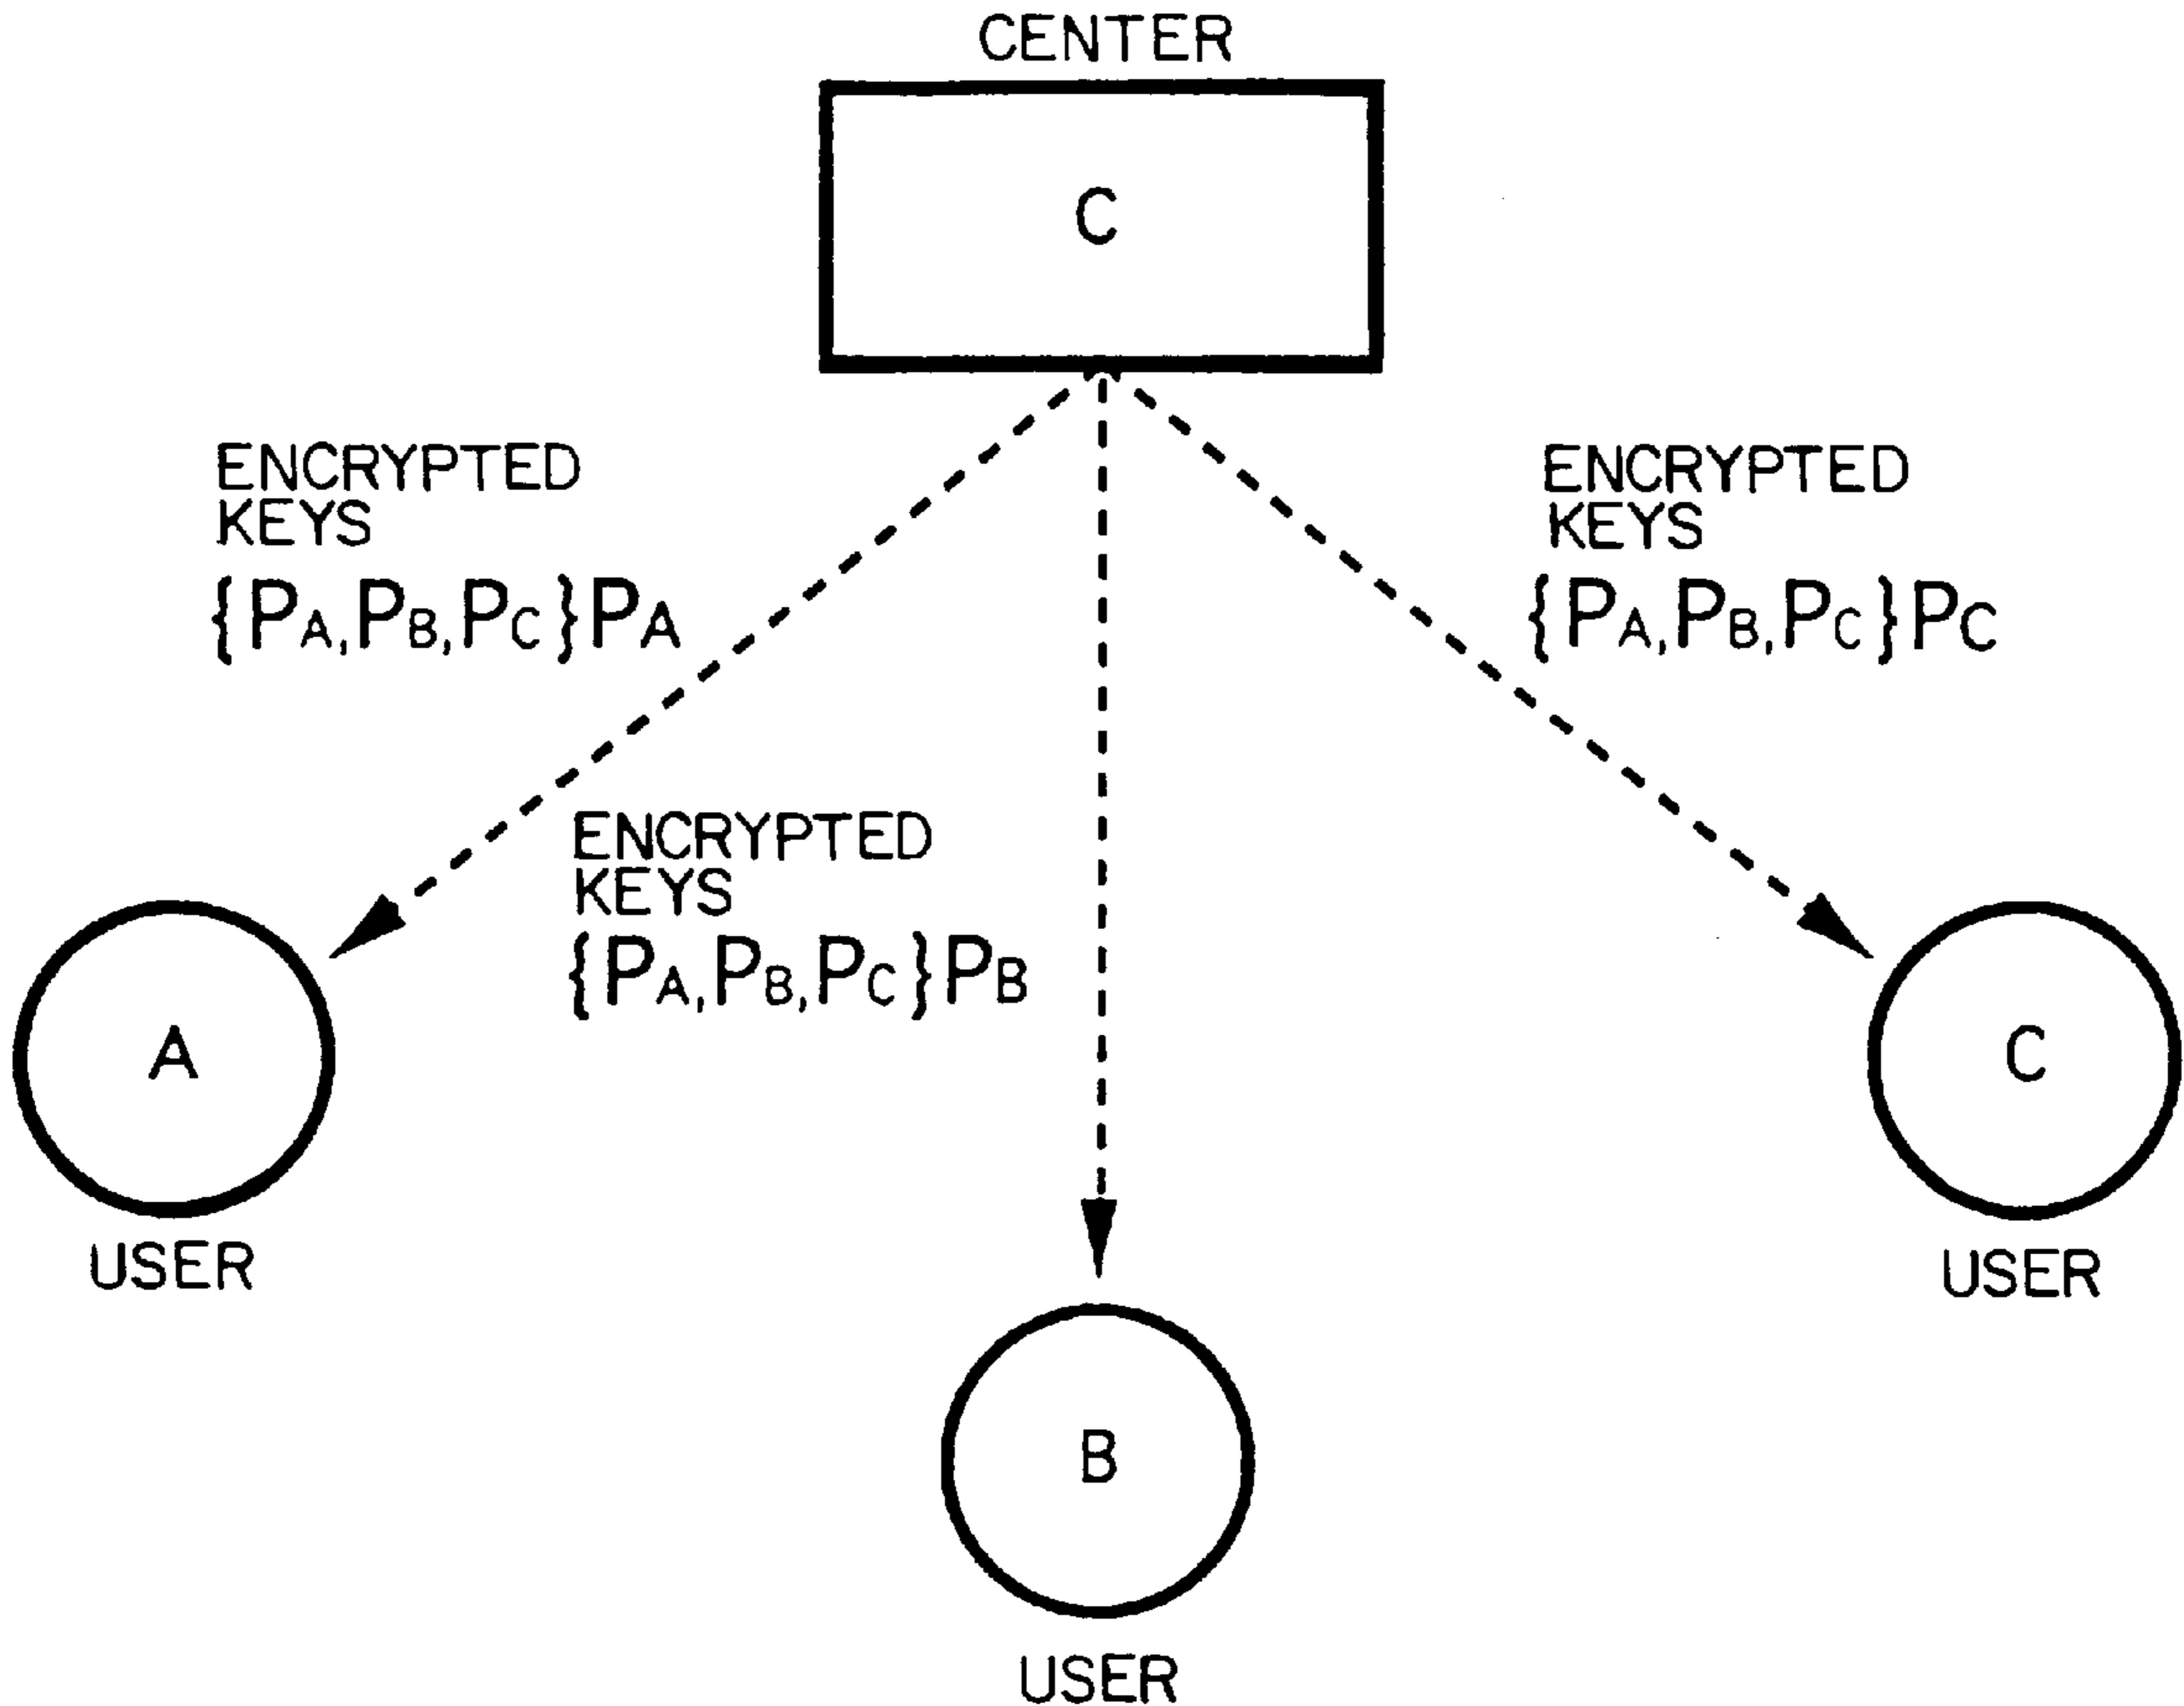 CENTER
C
ENCRYPTED
KEYS
{PA,PB,PC}PA
ENCRYPTED
KEYS
{PA,PB,PC}PC
ENCRYPTED
KEYS
{PA,PB,PC}PB
A
USER
C
USER
B
USER